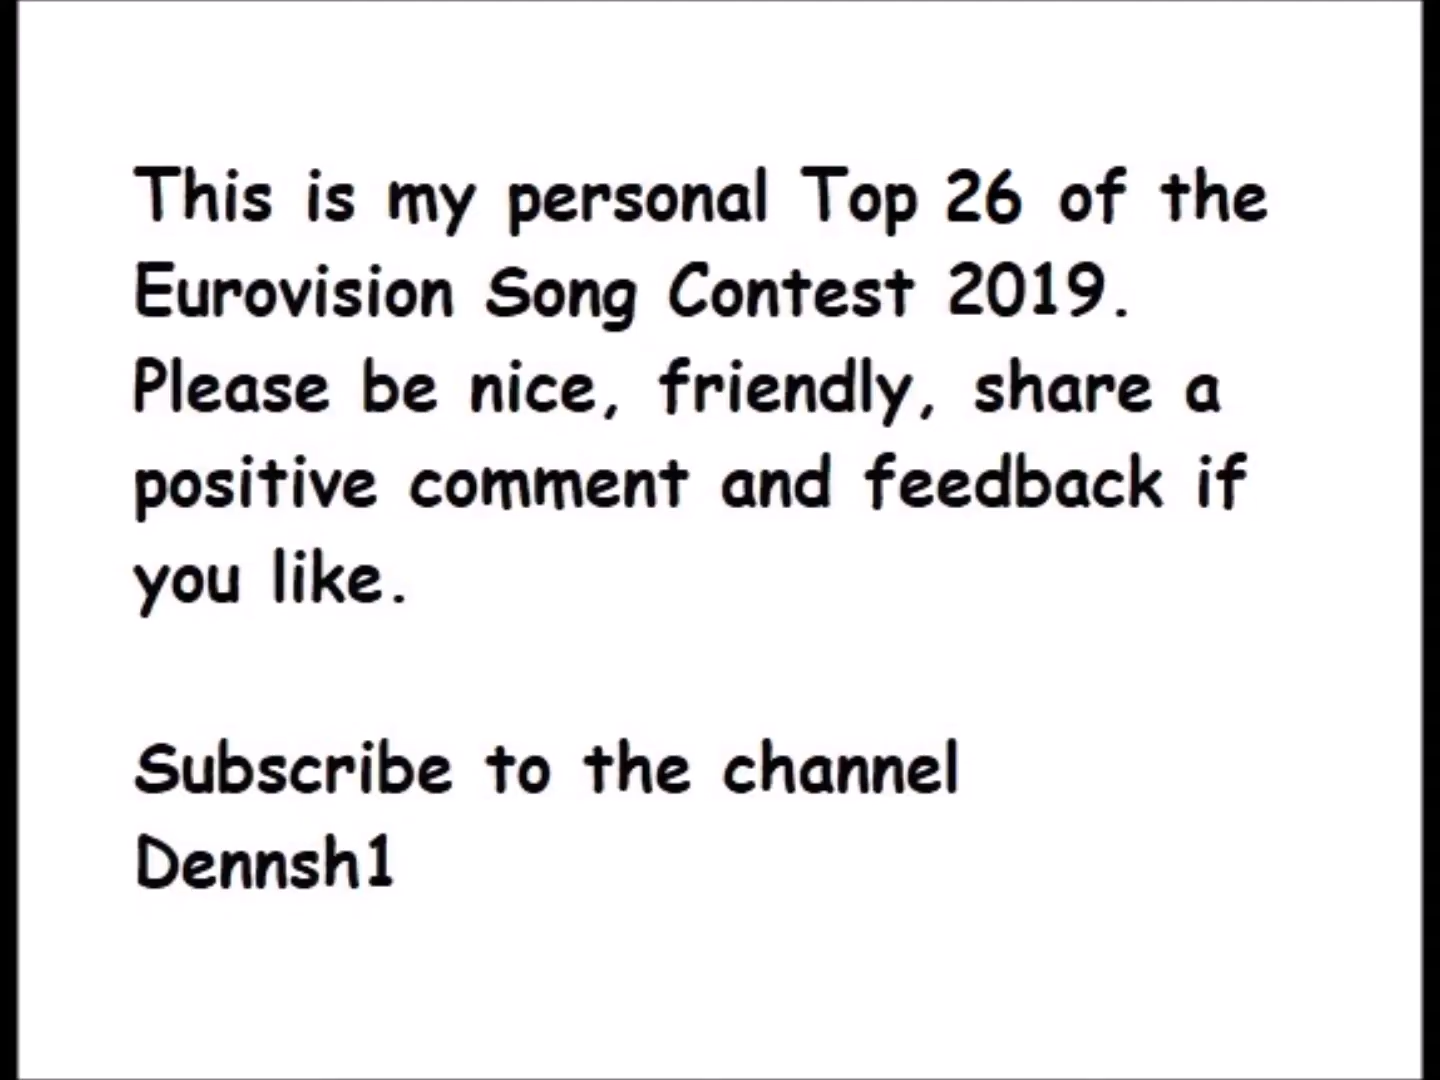 This is my personal Top 26 of the
Eurovision Song Contest 2019.
Please be nice, friendly, share a
positive comment and feedback if
you like.
Subscribe to the channel
Dennsh1